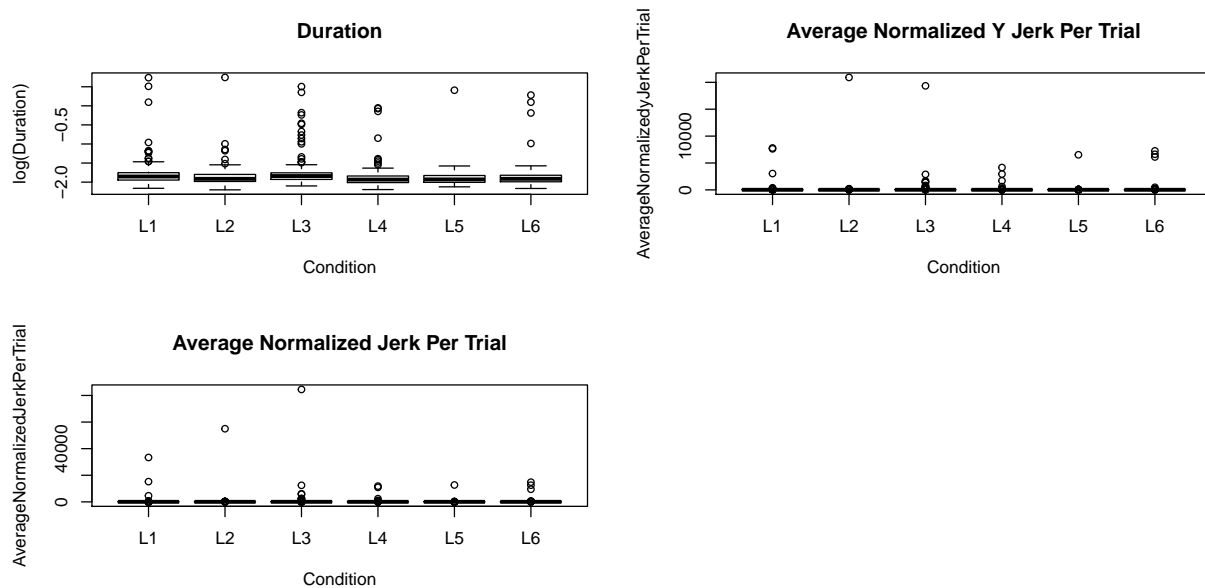 Duration
log(Duration)
−0.5
−2.0
L1 L2 L3 L4 L5 L6
Condition
Average Normalized Y Jerk Per Trial
AverageNormalizedyJerkPerTrial
10000
0
L1 L2 L3 L4 L5 L6
Condition
Average Normalized Jerk Per Trial
AverageNormalizedJerkPerTrial
40000
0
L1 L2 L3 L4 L5 L6
Condition